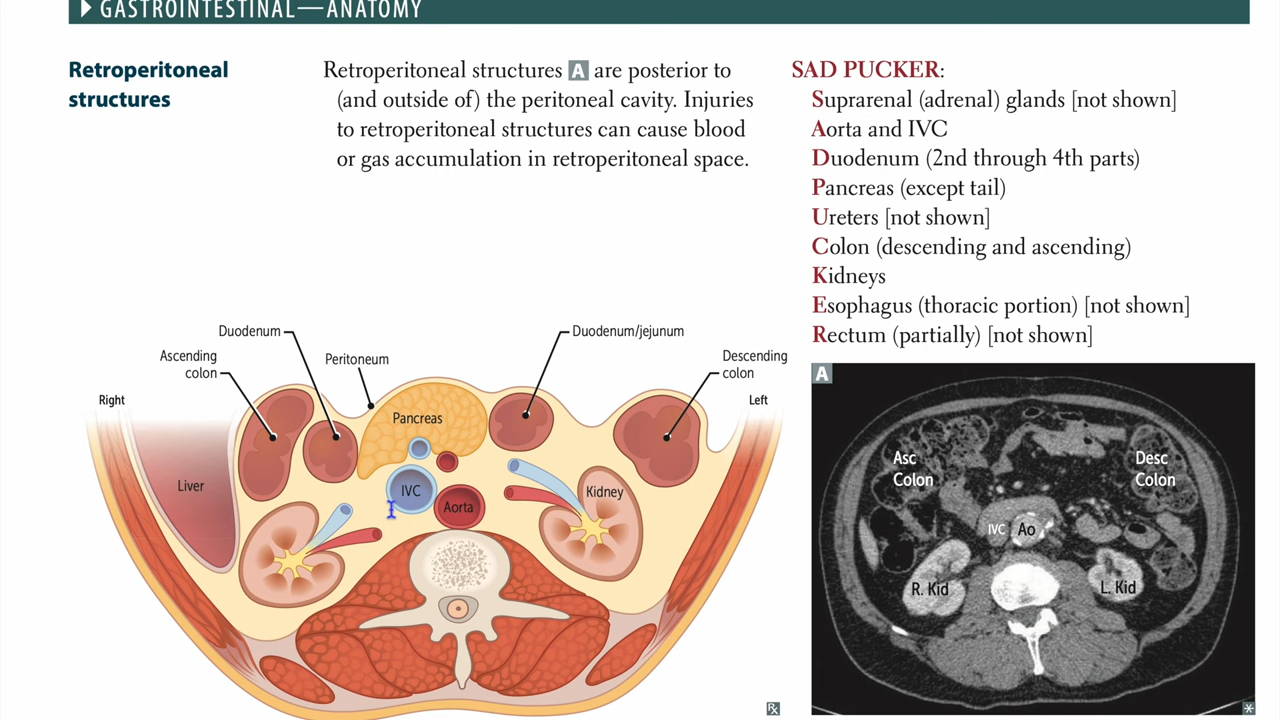 ▶ GASTROINTESTINAL—ANATOMY
Retroperitoneal
structures
Retroperitoneal structures A are posterior to
(and outside of) the peritoneal cavity. Injuries
to retroperitoneal structures can cause blood
or gas accumulation in retroperitoneal space.
SAD PUCKER:
Suprarenal (adrenal) glands [not shown]
Aorta and IVC
Duodenum (2nd through 4th parts)
Pancreas (except tail)
Ureters [not shown]
Colon (descending and ascending)
Kidneys
Esophagus (thoracic portion) [not shown]
Rectum (partially) [not shown]
Duodenum
Duodenum/jejunum
Ascending
colon
Peritoneum
Descending
colon
Right
Left
Pancreas
Liver
IVC
Aorta
Kidney
℞
A
Asc
Colon
Desc
Colon
IVC
Ao
R. Kid
L. Kid
*